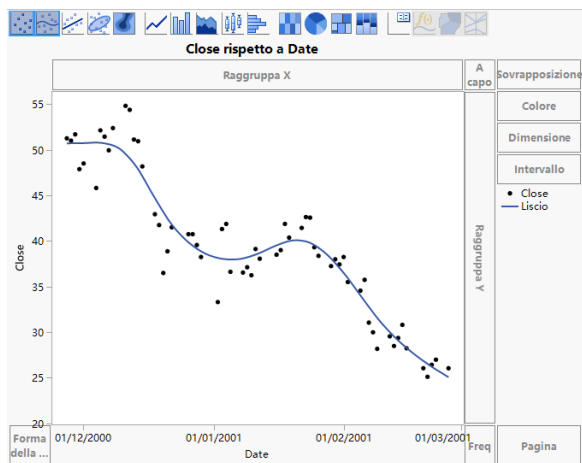 Close rispetto a Date
Raggruppa X
A capo
Sovrapposizione
Colore
Dimensione
Intervallo
Close
Liscio
Raggruppa Y
Close
55
50
45
40
35
30
25
20
01/12/2000
01/01/2001
01/02/2001
01/03/2001
Date
Forma
della ...
Freq
Pagina